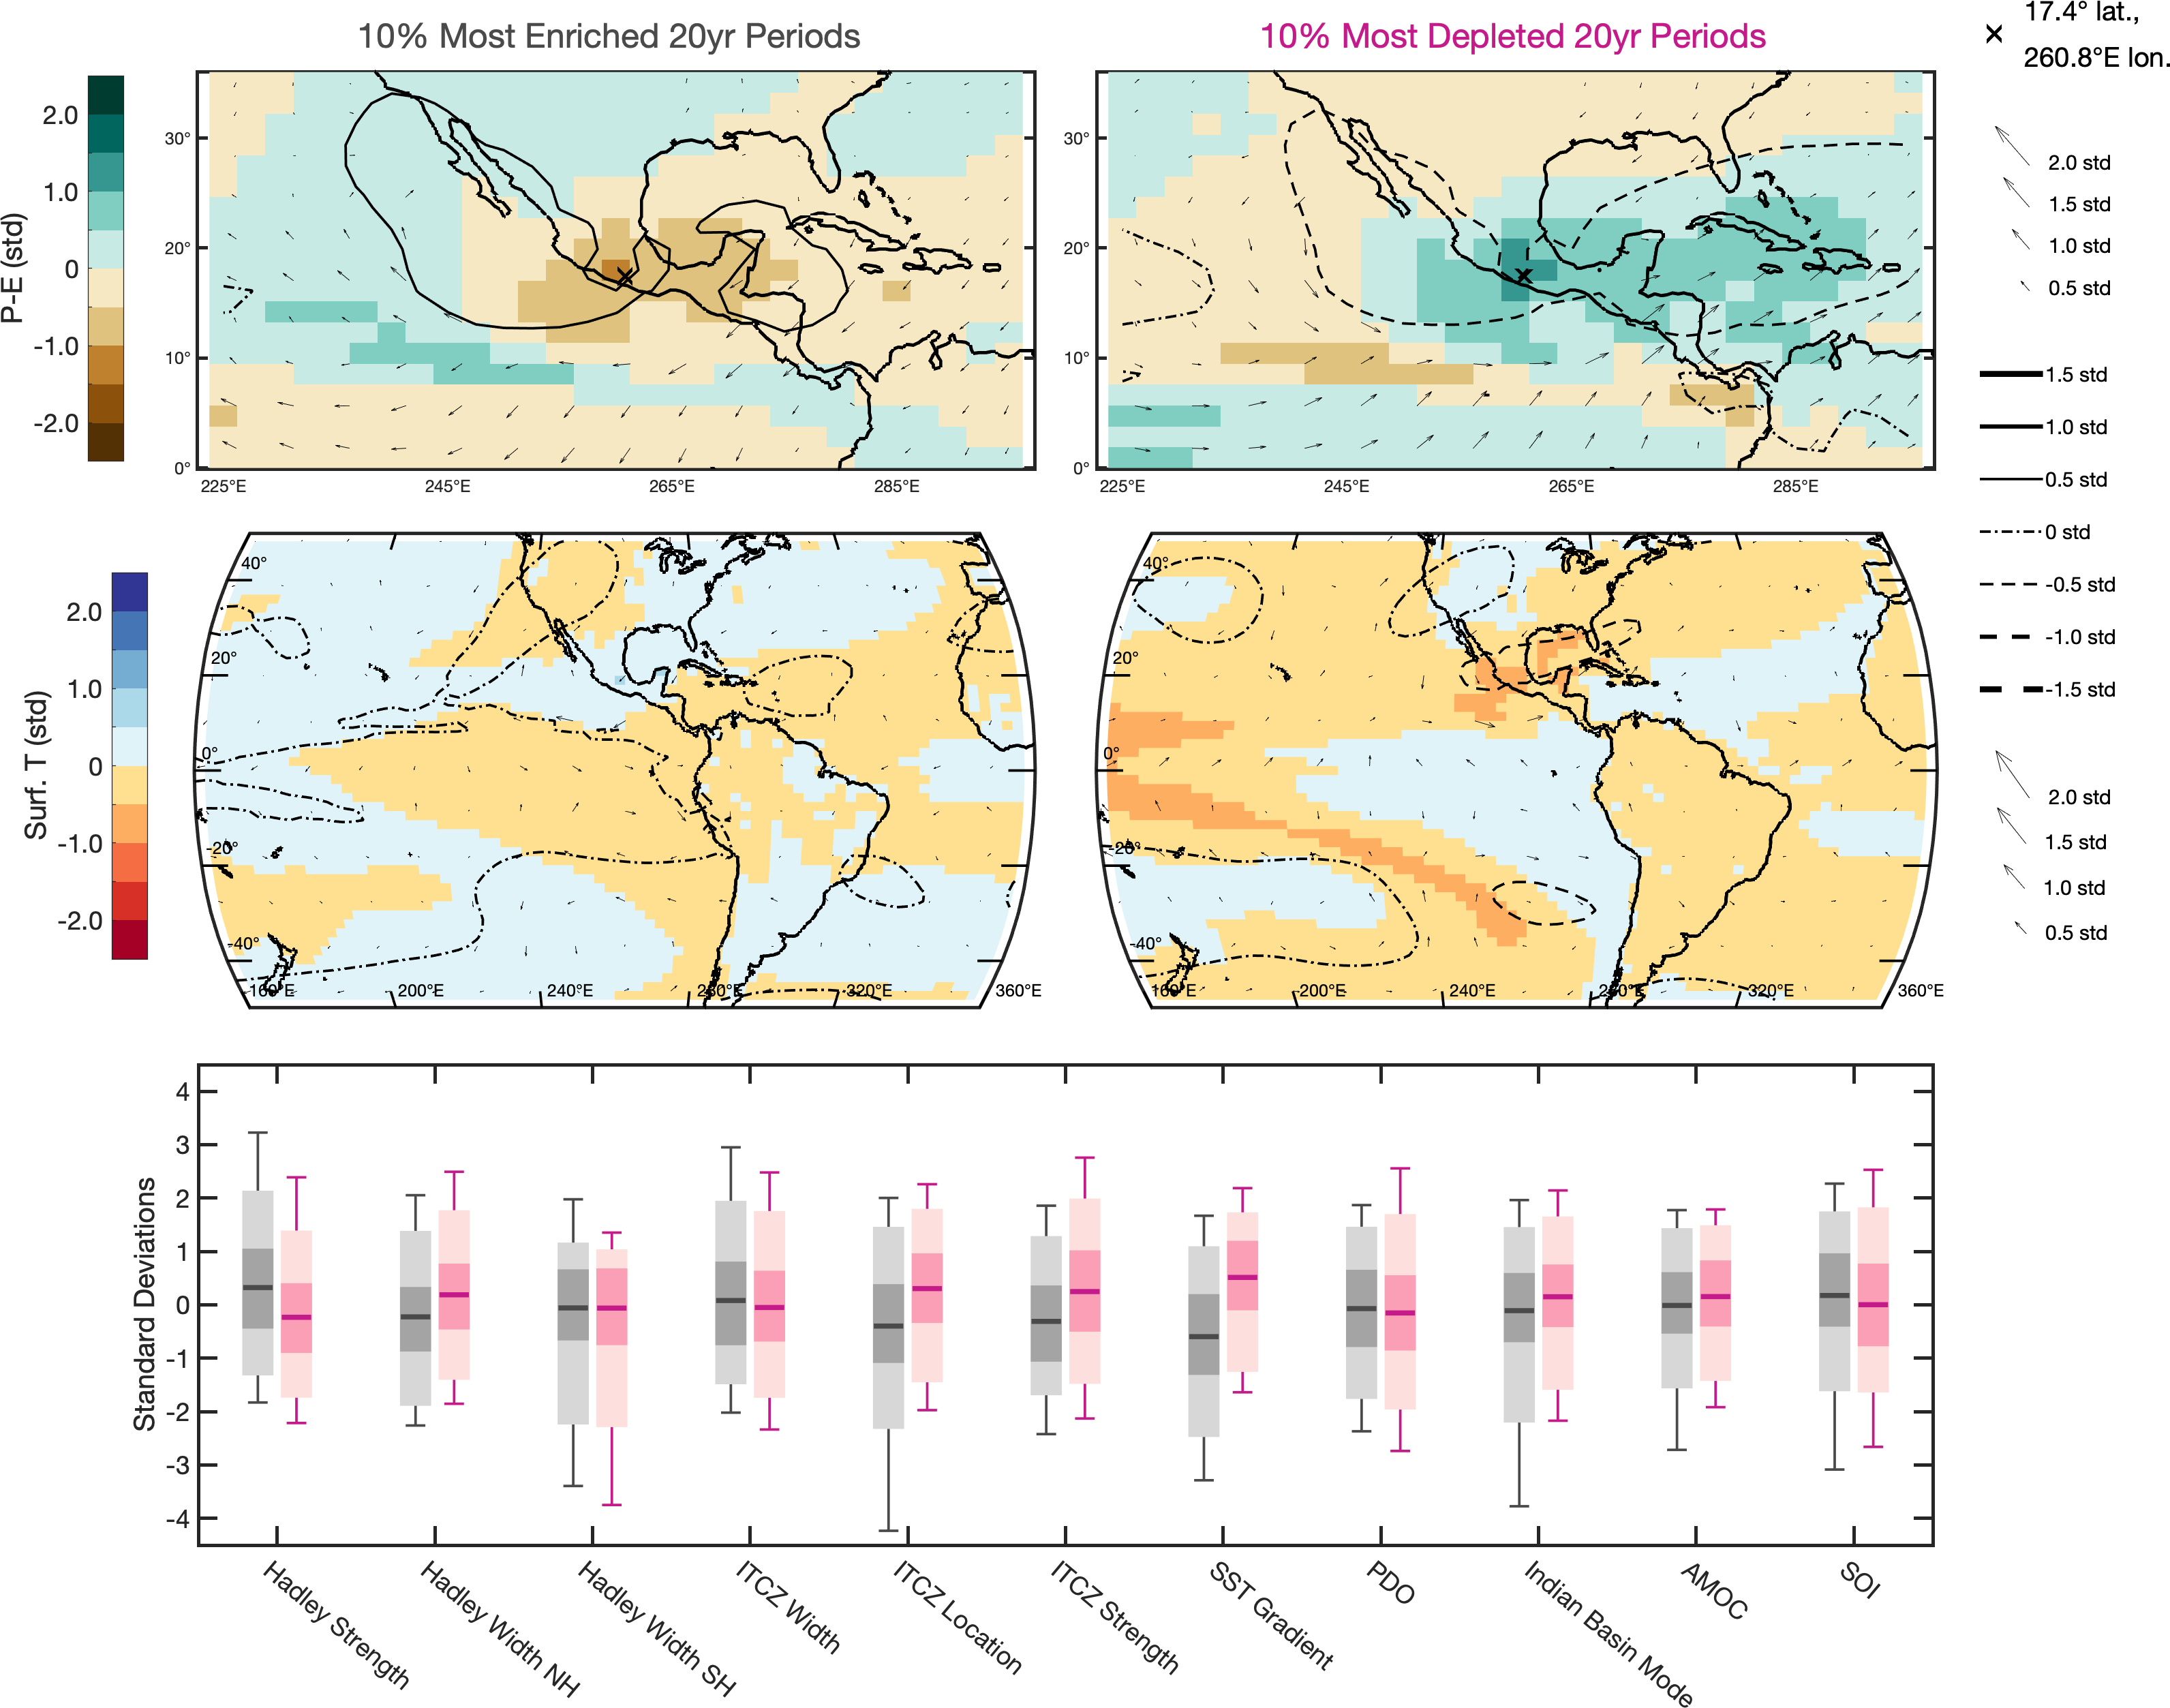 10% Most Enriched 20yr Periods
10% Most Depleted 20yr Periods
17.4° lat.,
260.8°E lon.
P-E (std)
2.0
1.0
0
-1.0
-2.0
30°
20°
10°
0°
225°E
245°E
265°E
285°E
30°
20°
10°
0°
225°E
245°E
265°E
285°E
2.0 std
1.5 std
1.0 std
0.5 std
1.5 std
1.0 std
0.5 std
0 std
-0.5 std
-1.0 std
-1.5 std
Surf. T (std)
2.0
1.0
0
-1.0
-2.0
40°
20°
0°
-20°
-40°
160°E
200°E
240°E
280°E
320°E
360°E
40°
20°
0°
-20°
-40°
160°E
200°E
240°E
280°E
320°E
360°E
2.0 std
1.5 std
1.0 std
0.5 std
Standard Deviations
4
3
2
1
0
-1
-2
-3
-4
Hadley Strength
Hadley Width NH
Hadley Width SH
ITCZ Width
ITCZ Location
ITCZ Strength
SST Gradient
PDO
Indian Basin Mode
AMOC
SOI